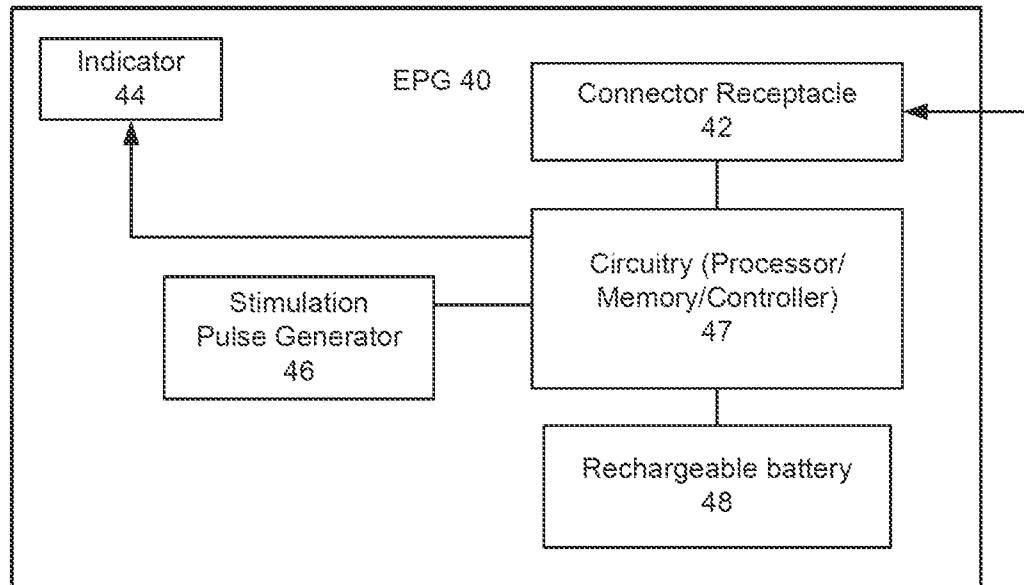 Indicator
44
EPG 40
Connector Receptacle
42
Circuitry (Processor/
Memory/Controller)
47
Stimulation
Pulse Generator
46
Rechargeable battery
48